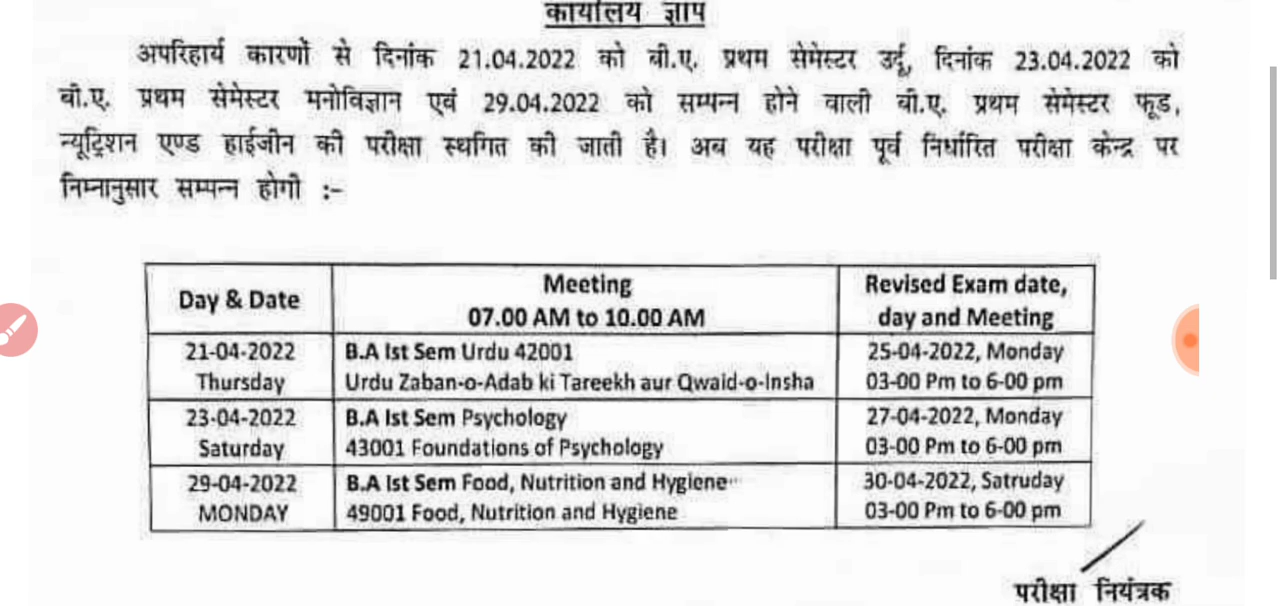 कार्यालय ज्ञाप
अपरिहार्य कारणों से दिनांक 21.04.2022 को बी.ए. प्रथम सेमेस्टर उर्दू, दिनांक 23.04.2022 को
बी.ए. प्रथम सेमेस्टर मनोविज्ञान एवं 29.04.2022 को सम्पन्न होने वाली बी.ए. प्रथम सेमेस्टर फूड,
न्यूट्रिशन एण्ड हाईजीन की परीक्षा स्थगित की जाती है। अब यह परीक्षा पूर्व निर्धारित परीक्षा केन्द्र पर
निम्नानुसार सम्पन्न होगी :-
Day & Date
Meeting
07.00 AM to 10.00 AM
Revised Exam date,
day and Meeting
21-04-2022
Thursday
B.A Ist Sem Urdu 42001
Urdu Zaban-o-Adab ki Tareekh aur Qwaid-o-Insha
25-04-2022, Monday
03-00 Pm to 6-00 pm
23-04-2022
Saturday
B.A Ist Sem Psychology
43001 Foundations of Psychology
27-04-2022, Monday
03-00 Pm to 6-00 pm
29-04-2022
MONDAY
B.A Ist Sem Food, Nutrition and Hygiene
49001 Food, Nutrition and Hygiene
30-04-2022, Satruday
03-00 Pm to 6-00 pm
परीक्षा नियंत्रक